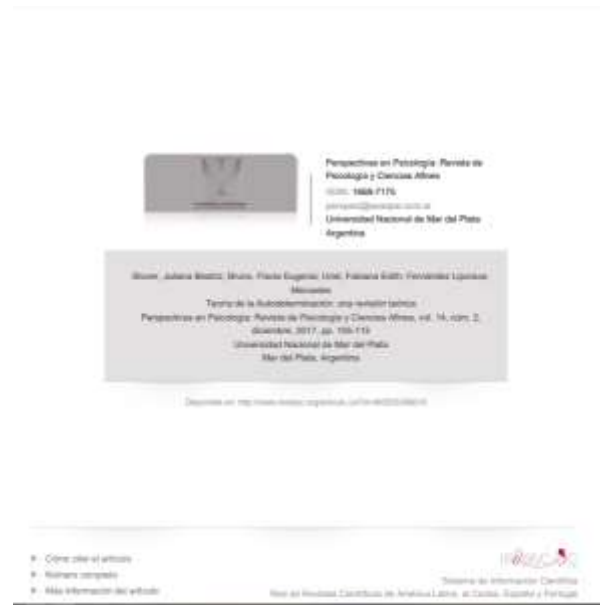 Perspectivas en Psicología: Revista de
Psicología y Ciencias Afines
ISSN: 1668-7175
Universidad Nacional de Mar del Plata
Argentina
Stover, Juliana Beatriz; Bruno, Flavia Eugenia; Uriel, Fabiana Edith; Fernández Liporace,
Mercedes
Teoría de la Autodeterminación: una revisión teórica
Perspectivas en Psicología: Revista de Psicología y Ciencias Afines, vol. 14, núm. 2,
diciembre, 2017, pp.
Universidad Nacional de Mar del Plata
Mar del Plata, Argentina
Disponible en:
Cómo citar el artículo
Número completo
Más información del artículo
Sistema de Información Científica
Red de Revistas Científicas de América Latina, el Caribe, España y Portugal